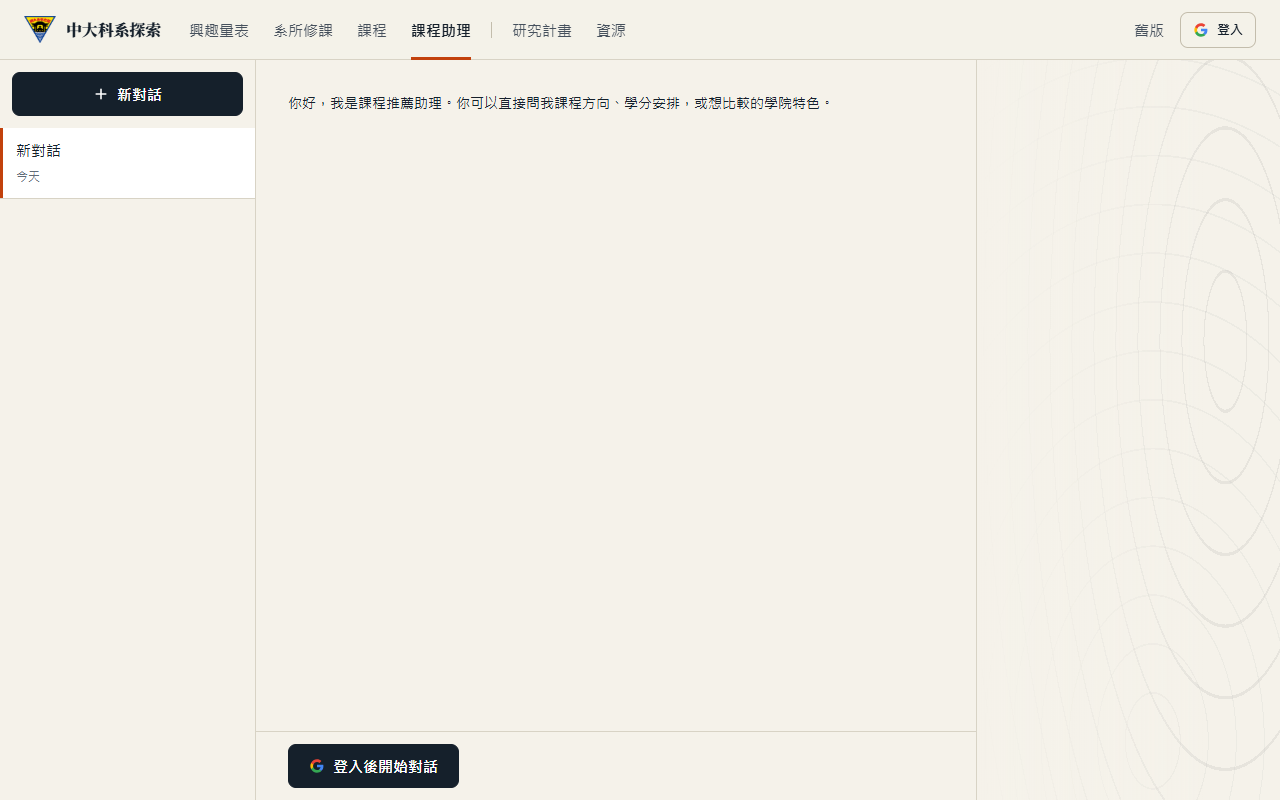 中大科系探索
興趣量表
系所修課
課程
課程助理
研究計畫
資源
舊版
登入
新對話
新對話
今天
你好，我是課程推薦助理。你可以直接問我課程方向、學分安排，或想比較的學院特色。
登入後開始對話